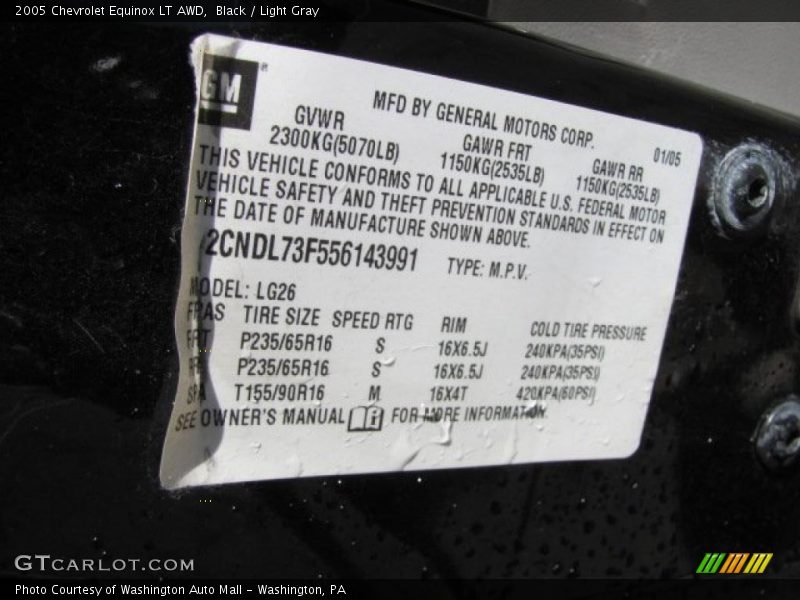 2005 Chevrolet Equinox LT AWD, Black / Light Gray
GM
MFD BY GENERAL MOTORS CORP.
GVWR GAWR FRT GAWR RR 01/05
2300KG(5070LB) 1150KG(2535LB) 1150KG(2535LB)
THIS VEHICLE CONFORMS TO ALL APPLICABLE U.S. FEDERAL MOTOR
VEHICLE SAFETY AND THEFT PREVENTION STANDARDS IN EFFECT ON
THE DATE OF MANUFACTURE SHOWN ABOVE.
2CNDL73F556143991 TYPE: M.P.V.
MODEL: LG26
TIRE SIZE SPEED RTG RIM COLD TIRE PRESSURE
FRT P235/65R16 S 16X6.5J 240KPA(35PSI)
P235/65R16 S 16X6.5J 240KPA(35PSI)
SPA T155/90R16 M 16X4T 420KPA(60PSI)
SEE OWNER'S MANUAL i FOR MORE INFORMATION.
GTCARLOT.COM
Photo Courtesy of Washington Auto Mall - Washington, PA